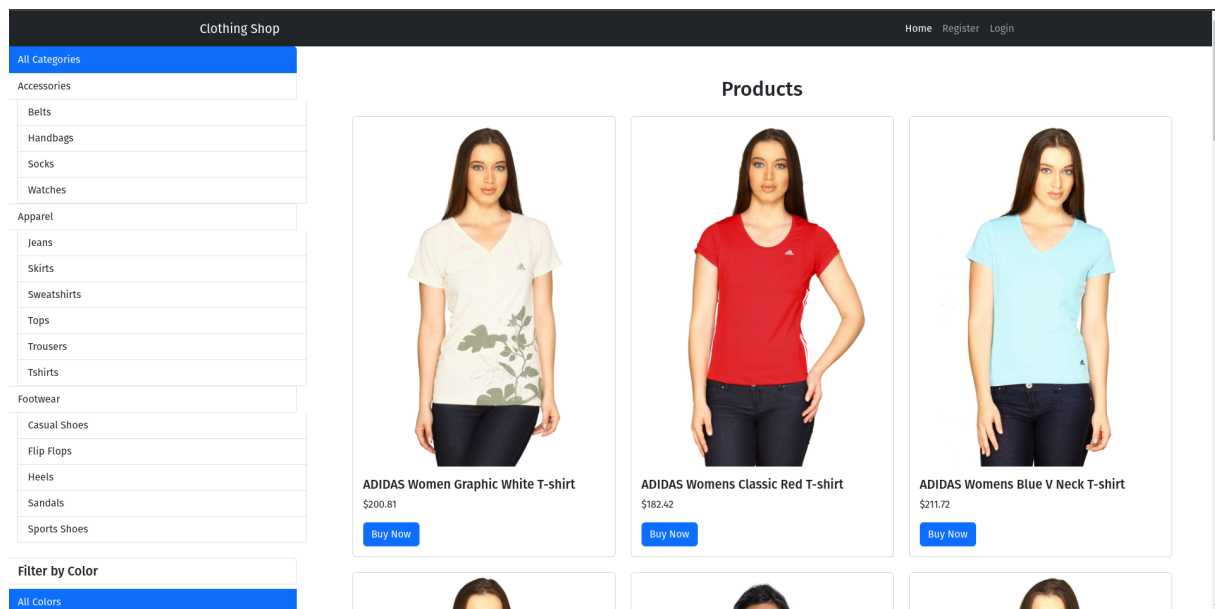 Clothing Shop
Home Register Login
All Categories
Accessories
Belts
Handbags
Socks
Watches
Apparel
Jeans
Skirts
Sweatshirts
Tops
Trousers
Tshirts
Footwear
Casual Shoes
Flip Flops
Heels
Sandals
Sports Shoes
Filter by Color
All Colors
Products
ADIDAS Women Graphic White T-shirt
$200.81
Buy Now
ADIDAS Womens Classic Red T-shirt
$182.42
Buy Now
ADIDAS Womens Blue V Neck T-shirt
$211.72
Buy Now